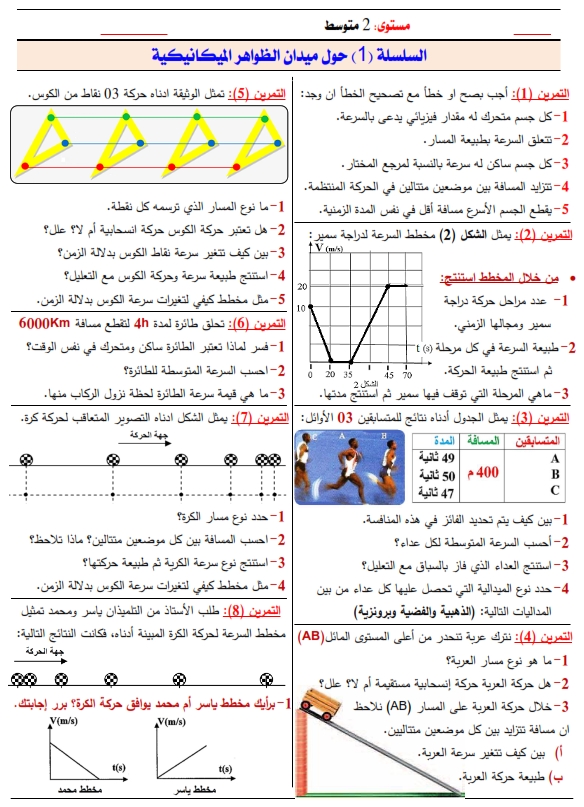 مستوى: 2 متوسط
السلسلة (1) حول ميدان الظواهر الميكانيكية
التمرين (1): أجب بصح او خطأ مع تصحيح الخطأ ان وجد:
1- كل جسم متحرك له مقدار فيزيائي يدعى بالسرعة.
2- تتعلق السرعة بطبيعة المسار.
3- كل جسم ساكن له سرعة بالنسبة لمرجع المختار.
4- تتزايد المسافة بين موضعين متتالين في الحركة المنتظمة.
5- يقطع الجسم الأسرع مسافة أقل في نفس المدة الزمنية.
التمرين (2): يمثل الشكل (2) مخطط السرعة لدراجة سمير:
V (m/s)
20
10
0 20 35 45 70
t (s)
الشكل 2
• من خلال المخطط استنتج:
1- عدد مراحل حركة دراجة
سمير ومجالها الزمني.
2- طبيعة السرعة في كل مرحلة
ثم استنتج طبيعة الحركة.
3- ماهي المرحلة التي توقف فيها سمير ثم استنتج مدتها.
التمرين (3): يمثل الجدول أدناه نتائج للمتسابقين 03 الأوائل:
C A B
المتسابقين المسافة المدة
A 49 ثانية
B 400 م 50 ثانية
C 47 ثانية
1- بين كيف يتم تحديد الفائز في هذه المنافسة.
2- أحسب السرعة المتوسطة لكل عداء؟
3- استنتج العداء الذي فاز بالسباق مع التعليل؟
4- حدد نوع الميدالية التي تحصل عليها كل عداء من بين
المداليات التالية: (الذهبية والفضية وبرونزية)
التمرين (4): نترك عربة تنحدر من أعلى المستوى المائل(AB)
1- ما هو نوع مسار العربة؟
2- هل حركة العربة حركة إنسحابية مستقيمة أم لا؟ علل؟
3- خلال حركة العربة على المسار (AB) نلاحظ
ان مسافة تتزايد بين كل موضعين متتاليين.
أ) بين كيف تتغير سرعة العربة.
ب) طبيعة حركة العربة.
التمرين (5): تمثل الوثيقة ادناه حركة 03 نقاط من الكوس.
1- ما نوع المسار الذي ترسمه كل نقطة.
2- هل تعتبر حركة الكوس حركة انسحابية أم لا؟ علل؟
3- بين كيف تتغير سرعة نقاط الكوس بدلالة الزمن؟
4- استنتج طبيعة سرعة وحركة الكوس مع التعليل؟
5- مثل مخطط كيفي لتغيرات سرعة الكوس بدلالة الزمن.
التمرين (6): تحلق طائرة لمدة 4h لتقطع مسافة 6000Km
1- فسر لماذا تعتبر الطائرة ساكن ومتحرك في نفس الوقت؟
2- احسب السرعة المتوسطة للطائرة؟
3- ما هي قيمة سرعة الطائرة لحظة نزول الركاب منها.
التمرين (7): يمثل الشكل ادناه التصوير المتعاقب لحركة كرة.
جهة الحركة
1- حدد نوع مسار الكرة؟
2- احسب المسافة بين كل موضعين متتالين؟ ماذا تلاحظ؟
3- استنتج نوع سرعة الكرية ثم طبيعة حركتها؟
4- مثل مخطط كيفي لتغيرات سرعة الكوس بدلالة الزمن.
التمرين (8): طلب الأستاذ من التلميذان ياسر ومحمد تمثيل
مخطط السرعة لحركة الكرة المبينة أدناه، فكانت النتائج التالية:
جهة الحركة
1- برأيك مخطط ياسر أم محمد يوافق حركة الكرة؟ برر إجابتك.
V(m/s) V(m/s)
t(s) t(s)
مخطط ياسر مخطط محمد